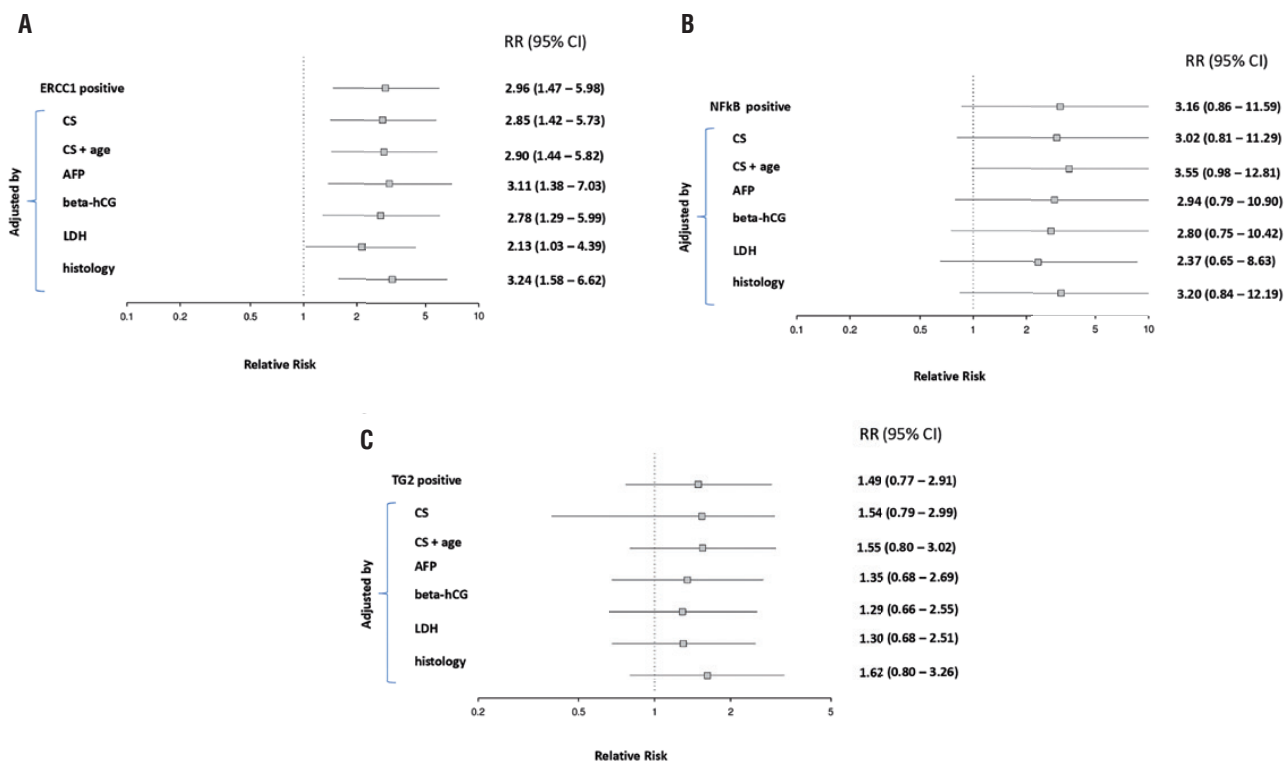 A
RR (95% CI)
ERCC1 positive 2.96 (1.47 – 5.98)
CS 2.85 (1.42 – 5.73)
CS + age 2.90 (1.44 – 5.82)
AFP 3.11 (1.38 – 7.03)
beta-hCG 2.78 (1.29 – 5.99)
LDH 2.13 (1.03 – 4.39)
histology 3.24 (1.58 – 6.62)
Adjusted by
0.1 0.2 1 2 5 10
Relative Risk
B
RR (95% CI)
NFkB positive 3.16 (0.86 – 11.59)
CS 3.02 (0.81 – 11.29)
CS + age 3.55 (0.98 – 12.81)
AFP 2.94 (0.79 – 10.90)
beta-hCG 2.80 (0.75 – 10.42)
LDH 2.37 (0.65 – 8.63)
histology 3.20 (0.84 – 12.19)
Ajdjusted by
0.1 0.2 1 2 5 10
Relative Risk
C
RR (95% CI)
TG2 positive 1.49 (0.77 – 2.91)
CS 1.54 (0.79 – 2.99)
CS + age 1.55 (0.80 – 3.02)
AFP 1.35 (0.68 – 2.69)
beta-hCG 1.29 (0.66 – 2.55)
LDH 1.30 (0.68 – 2.51)
histology 1.62 (0.80 – 3.26)
Adjusted by
0.2 0.5 1 2 5
Relative Risk